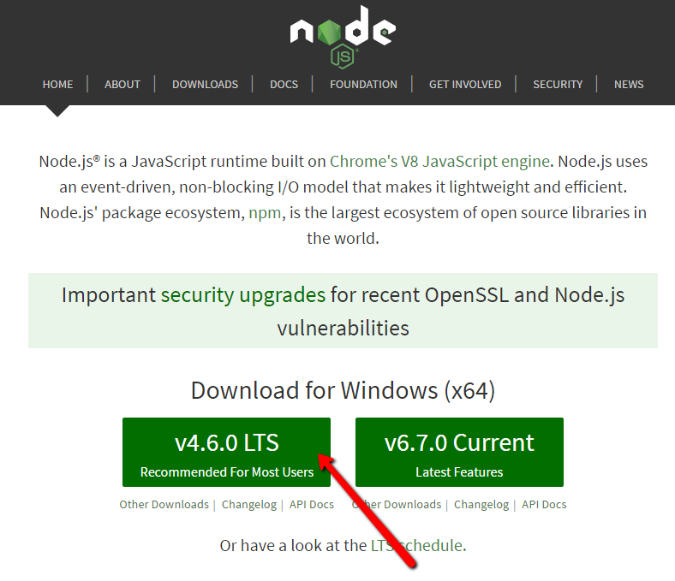 node
JS
HOME | ABOUT | DOWNLOADS | DOCS | FOUNDATION | GET INVOLVED | SECURITY | NEWS
Node.js® is a JavaScript runtime built on Chrome's V8 JavaScript engine. Node.js uses
an event-driven, non-blocking I/O model that makes it lightweight and efficient.
Node.js' package ecosystem, npm, is the largest ecosystem of open source libraries in
the world.
Important security upgrades for recent OpenSSL and Node.js
vulnerabilities
Download for Windows (x64)
v4.6.0 LTS
Recommended For Most Users
v6.7.0 Current
Latest Features
Other Downloads | Changelog | API Docs
Other Downloads | Changelog | API Docs
Or have a look at the LTS schedule.